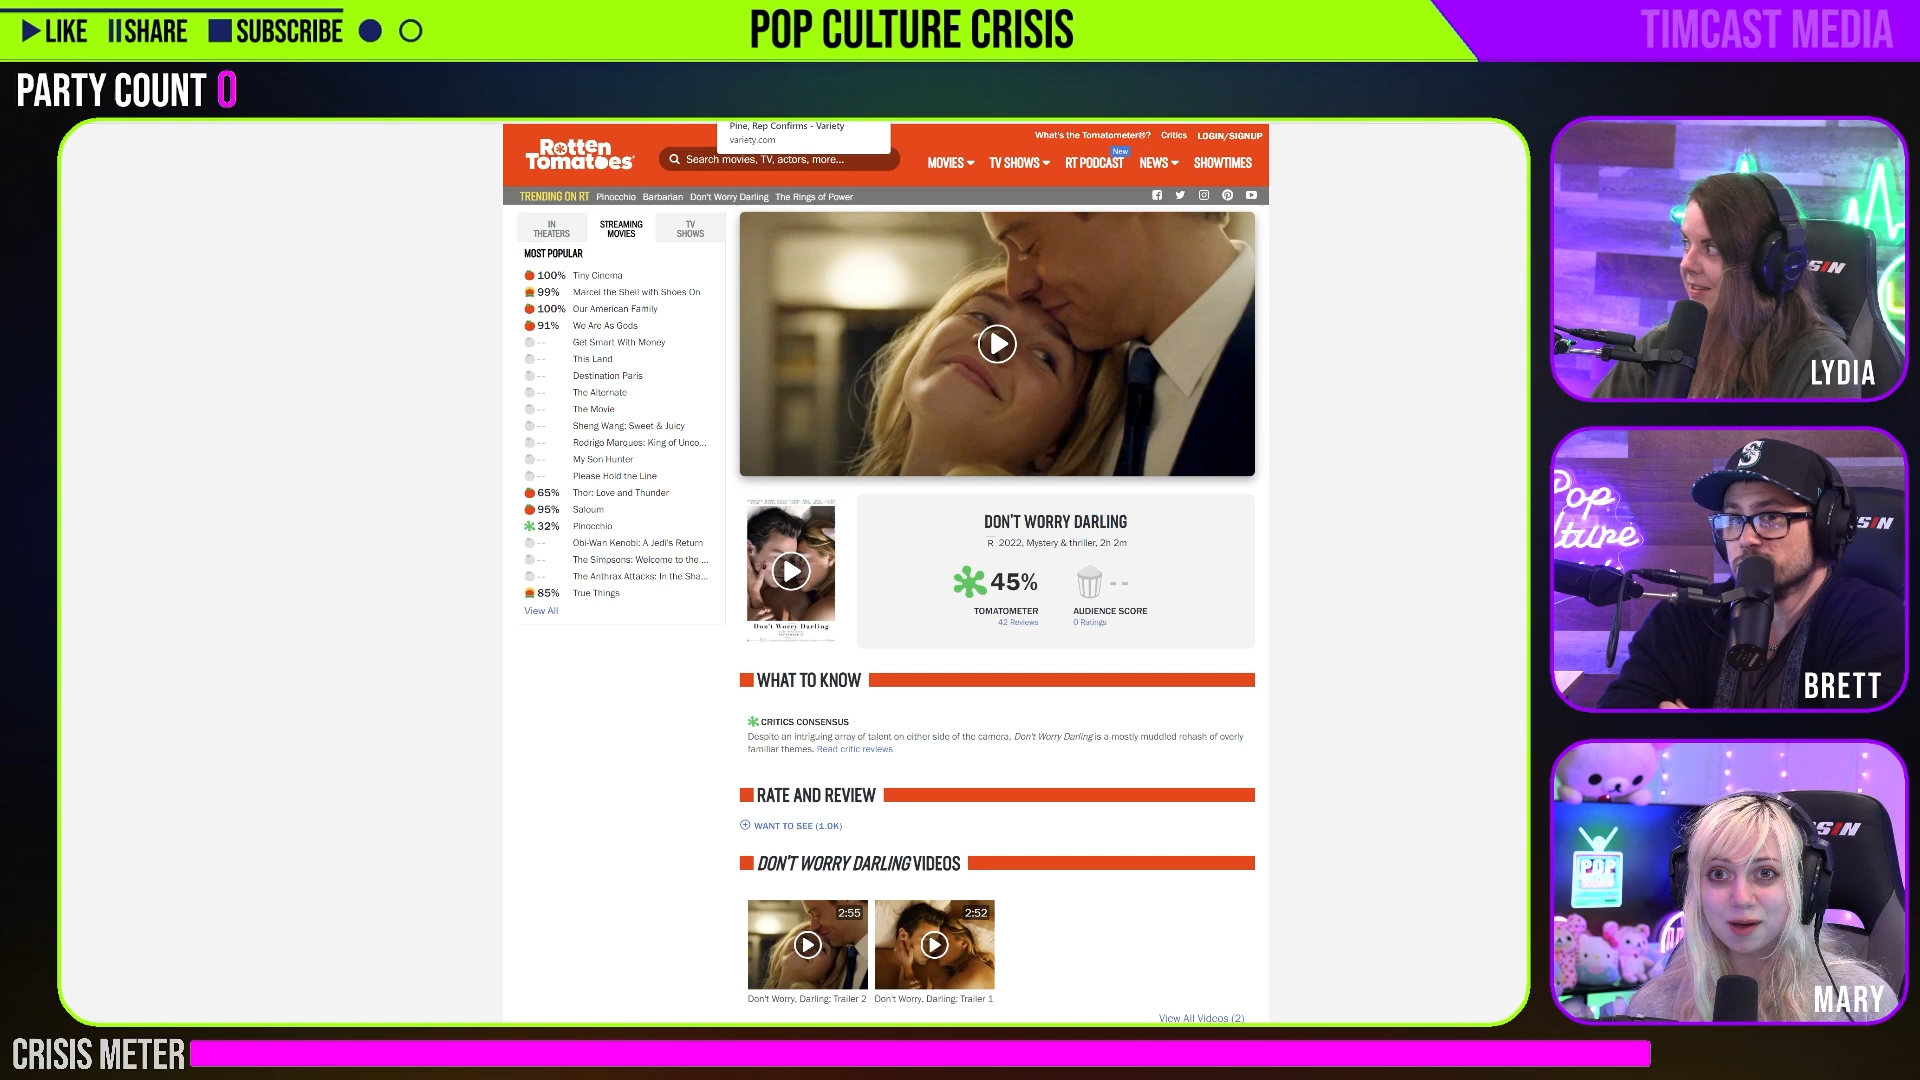 LIKE SHARE SUBSCRIBE
POP CULTURE CRISIS
TIMCAST MEDIA
PARTY COUNT 0
Rotten Tomatoes
Pine, Rep Confirms - Variety
variety.com
Search movies, TV, actors, more...
What's the Tomatometer®? Critics LOGIN/SIGNUP
New
MOVIES TV SHOWS RT PODCAST NEWS SHOWTIMES
TRENDING ON RT Pinocchio Barbarian Don't Worry Darling The Rings of Power
IN THEATERS
STREAMING MOVIES
TV SHOWS
MOST POPULAR
100% Tiny Cinema
99% Marcel the Shell with Shoes On
100% Our American Family
91% We Are As Gods
-- Get Smart With Money
-- This Land
-- Destination Paris
-- The Alternate
-- The Movie
-- Sheng Wang: Sweet & Juicy
-- Rodrigo Marques: King of Unco...
-- My Son Hunter
-- Please Hold the Line
65% Thor: Love and Thunder
95% Saloum
32% Pinocchio
-- Obi-Wan Kenobi: A Jedi's Return
-- The Simpsons: Welcome to the ...
-- The Anthrax Attacks: In the Sha...
85% True Things
View All
Don't Worry Darling
DON'T WORRY DARLING
R 2022, Mystery & thriller, 2h 2m
45% --
TOMATOMETER AUDIENCE SCORE
42 Reviews 0 Ratings
WHAT TO KNOW
CRITICS CONSENSUS
Despite an intriguing array of talent on either side of the camera, Don't Worry Darling is a mostly muddled rehash of overly
familiar themes. Read critic reviews
RATE AND REVIEW
WANT TO SEE (1.0K)
DON'T WORRY DARLING VIDEOS
2:55 2:52
Don't Worry, Darling: Trailer 2 Don't Worry, Darling: Trailer 1
View All Videos (2)
SIN
LYDIA
Pop
lture
SIN
BRETT
POP
SIN
MARY
CRISIS METER